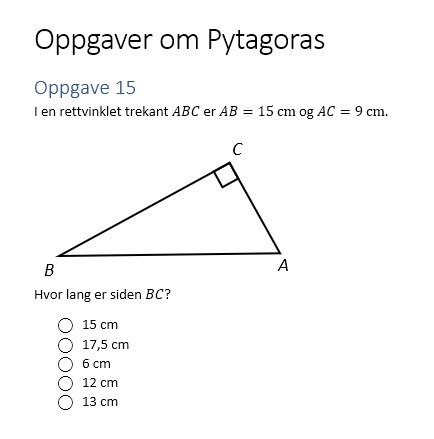 Oppgaver om Pytagoras
Oppgave 15
I en rettvinklet trekant ABC er AB = 15 cm og AC = 9 cm.
C
B
A
Hvor lang er siden BC?
15 cm
17,5 cm
6 cm
12 cm
13 cm